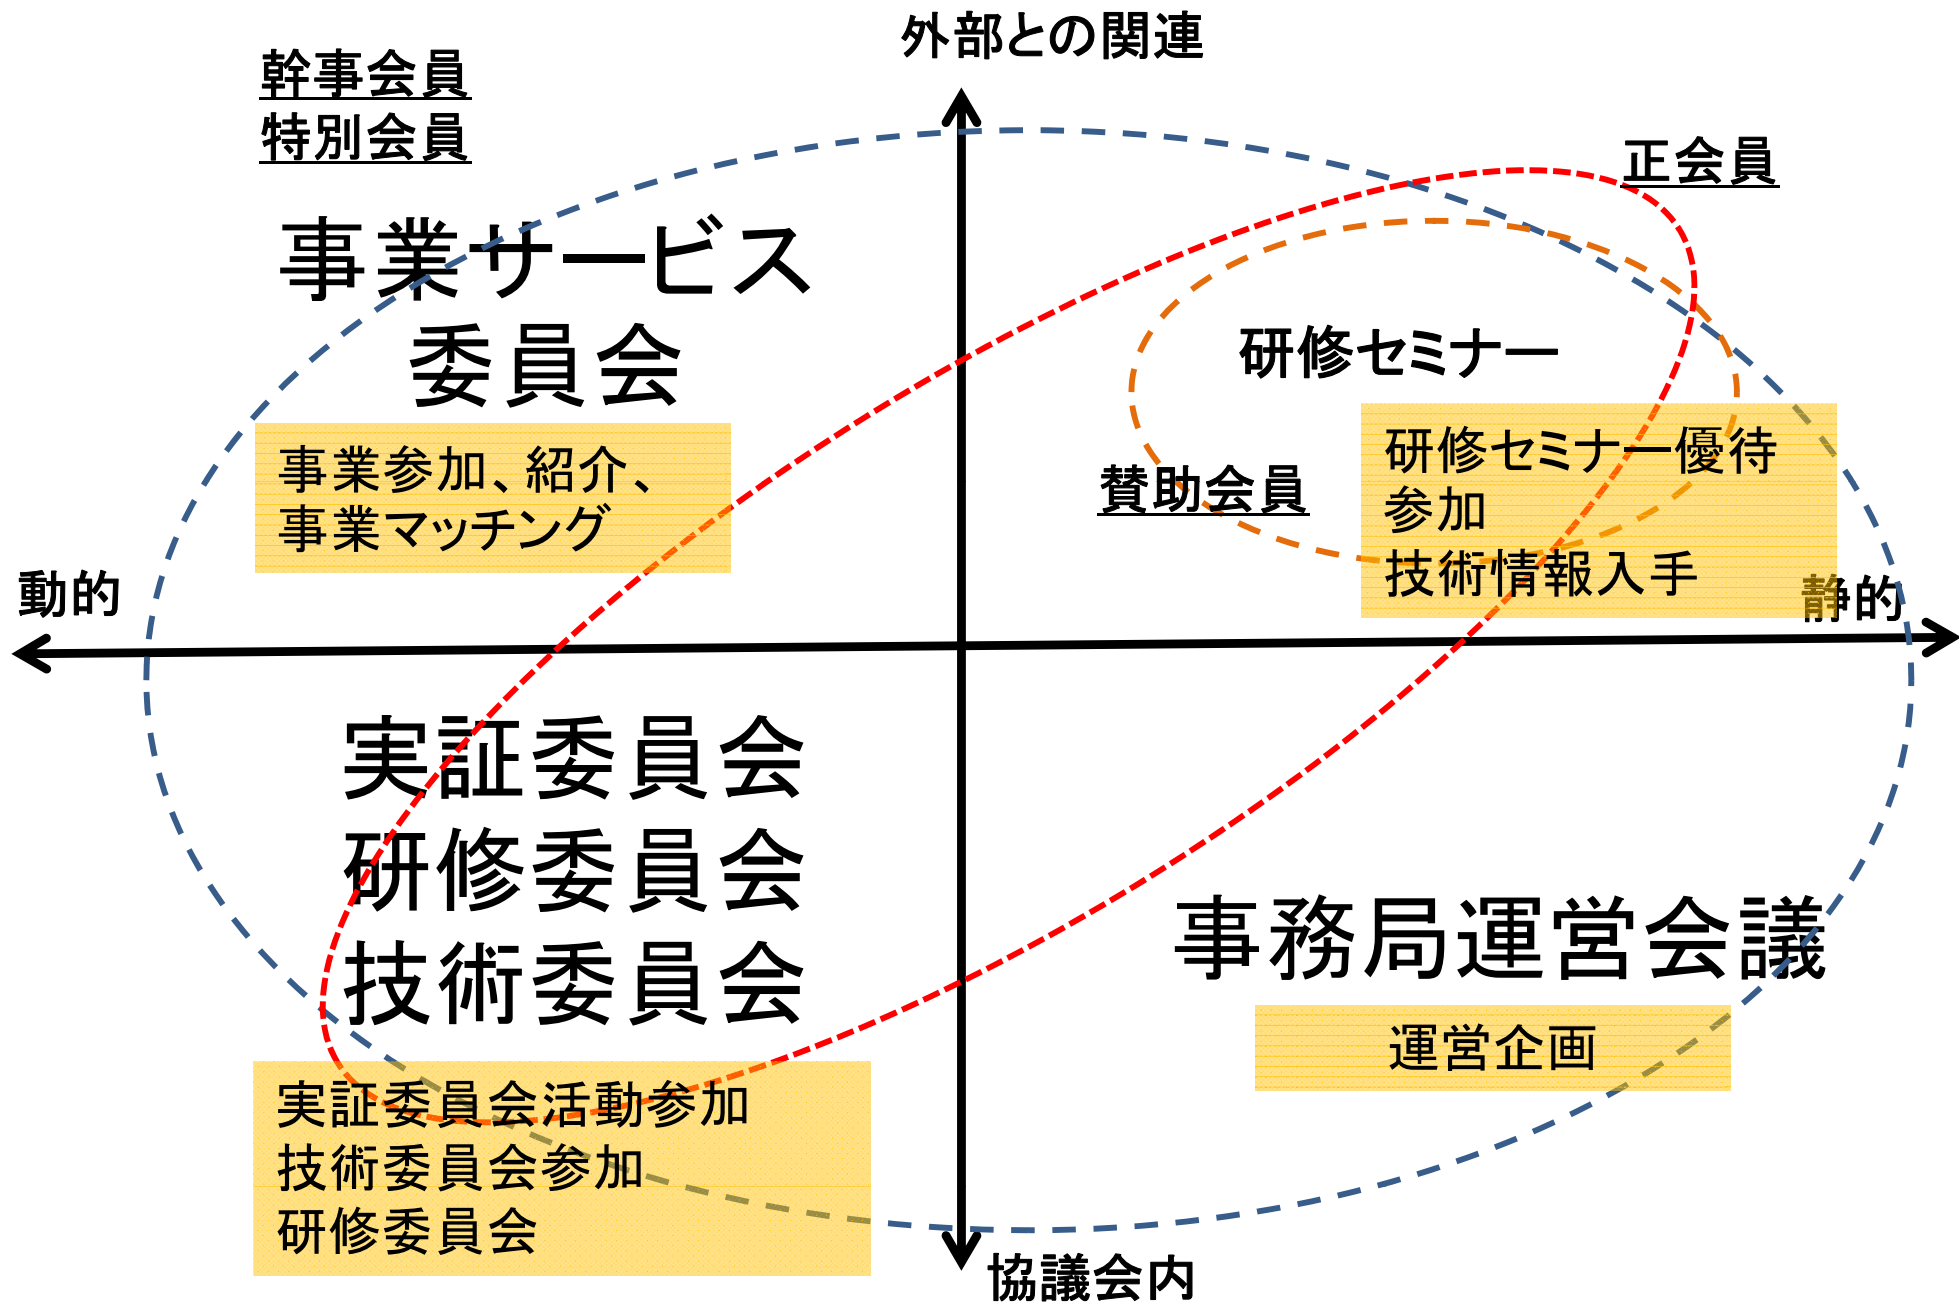 外部との関連
幹事会員
特別会員
正会員
事業サービス
委員会
研修セミナー
事業参加、紹介、
事業マッチング
賛助会員
研修セミナー優待
参加
技術情報入手
動的
静的
実証委員会
研修委員会
技術委員会
事務局運営会議
運営企画
実証委員会活動参加
技術委員会参加
研修委員会
協議会内